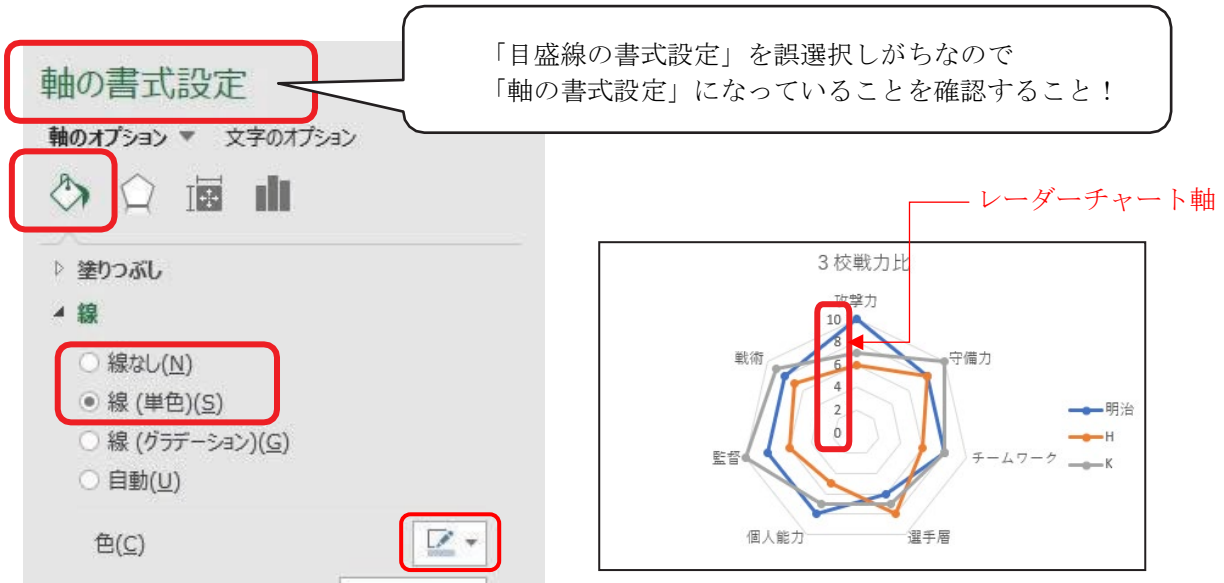 「目盛線の書式設定」を誤選択しがちなので
「軸の書式設定」になっていることを確認すること！
軸の書式設定
軸のオプション 文字のオプション
塗りつぶし
線
線なし(N)
線 (単色)(S)
線 (グラデーション)(G)
自動(U)
色(C)
レーダーチャート軸
３校戦力比
攻撃力
10
8
6
4
2
0
守備力
チームワーク
選手層
個人能力
監督
戦術
明治
H
K